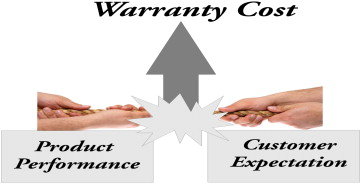 Warranty Cost
Product
Performance
Customer
Expectation